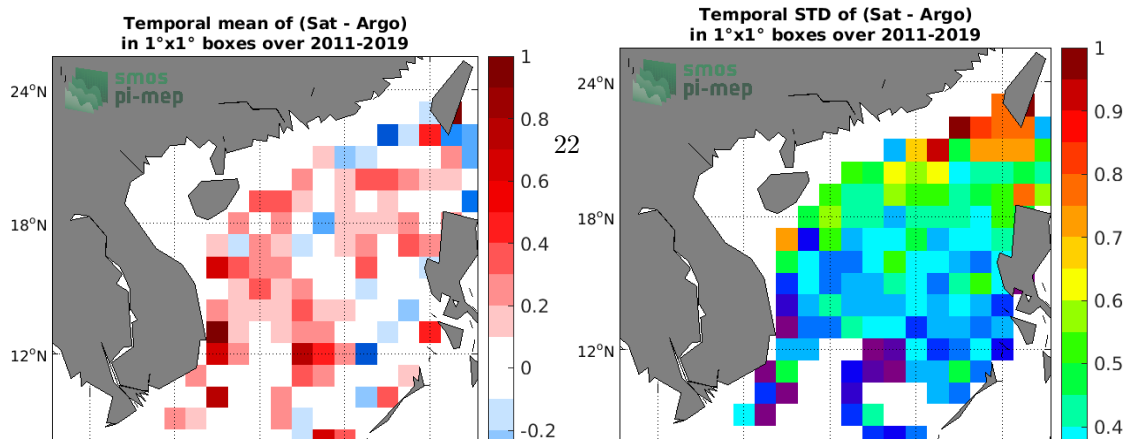 Temporal mean of (Sat - Argo)
in 1°x1° boxes over 2011-2019
smos
pi-mep
24°N
18°N
12°N
1
0.8
0.6
0.4
0.2
0
-0.2
22
Temporal STD of (Sat - Argo)
in 1°x1° boxes over 2011-2019
smos
pi-mep
24°N
18°N
12°N
1
0.9
0.8
0.7
0.6
0.5
0.4